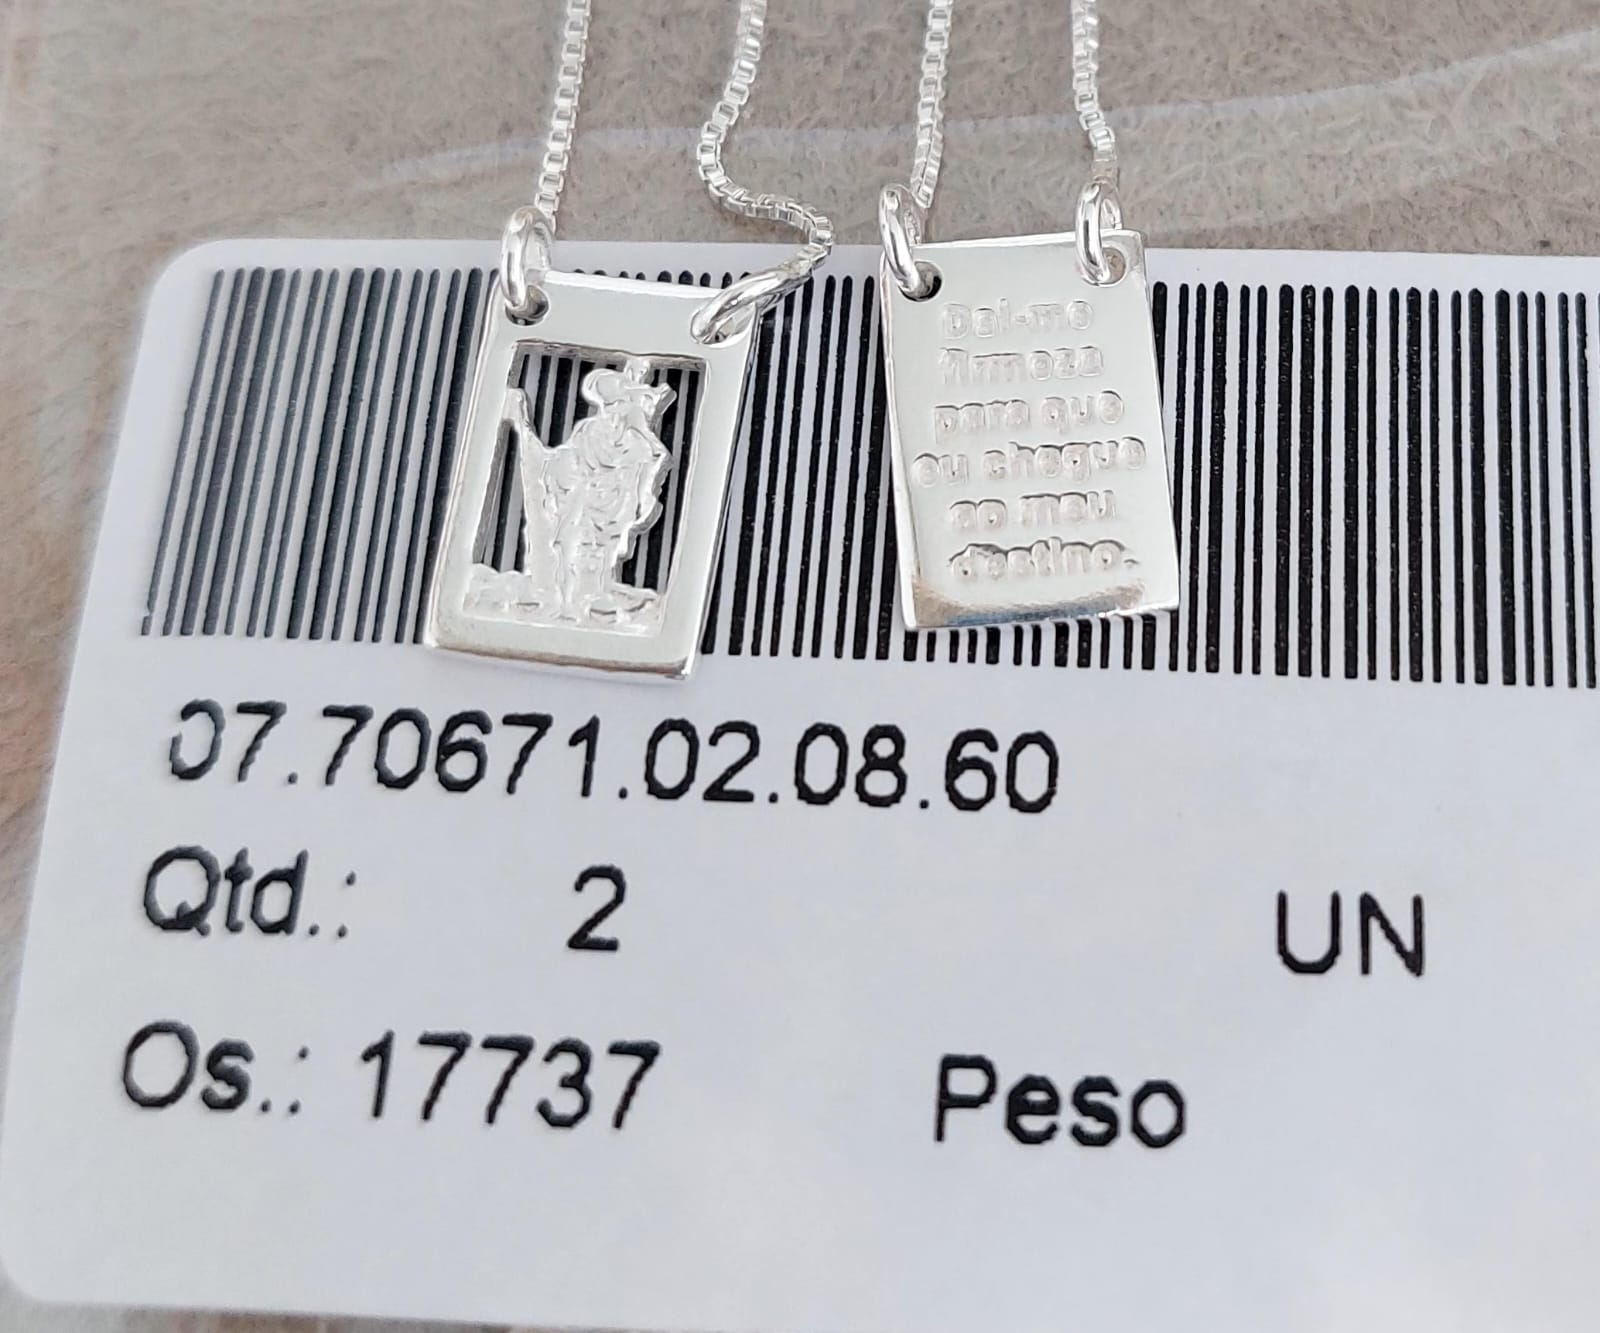 Dai-me
firmeza
para que
eu chegue
ao meu
destino.
07.70671.02.08.60
Qtd.: 2 UN
Os.: 17737 Peso